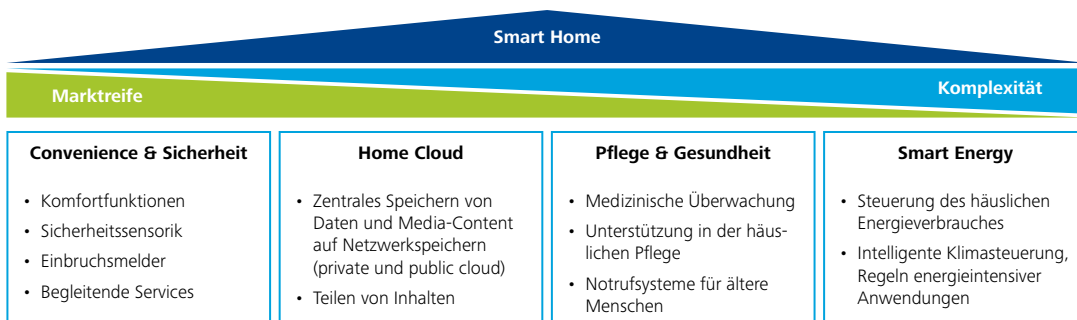 Smart Home
Marktreife
Komplexität
Convenience & Sicherheit
• Komfortfunktionen
• Sicherheitssensorik
• Einbruchsmelder
• Begleitende Services
Home Cloud
• Zentrales Speichern von
Daten und Media-Content
auf Netzwerkspeichern
(private und public cloud)
• Teilen von Inhalten
Pflege & Gesundheit
• Medizinische Überwachung
• Unterstützung in der häus-
lichen Pflege
• Notrufsysteme für ältere
Menschen
Smart Energy
• Steuerung des häuslichen
Energieverbrauches
• Intelligente Klimasteuerung,
Regeln energieintensiver
Anwendungen